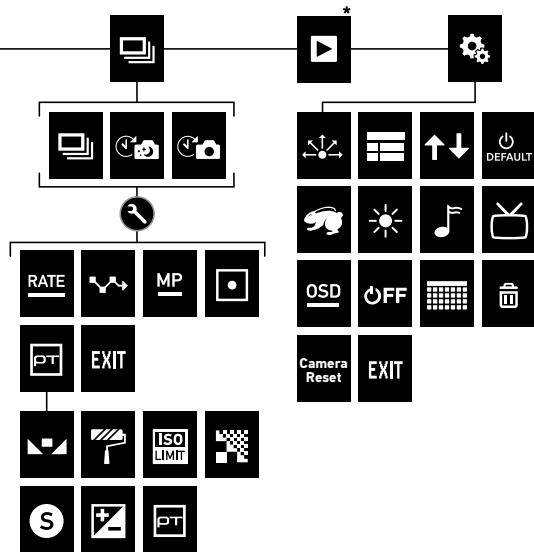 *
DEFAULT
RATE
MP
OSD
OFF
PT
EXIT
Camera
Reset
EXIT
ISO
LIMIT
S
PT